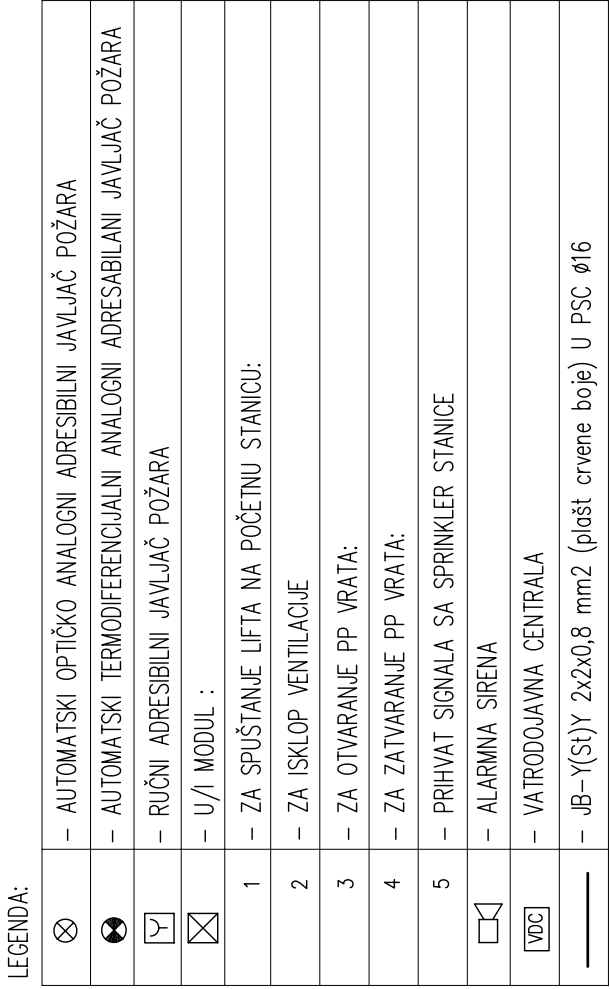 LEGENDA:
- AUTOMATSKI OPTIČKO ANALOGNI ADRESIBILNI JAVLJAČ POŽARA
- AUTOMATSKI TERMODIFERENCIJALNI ANALOGNI ADRESABILANI JAVLJAČ POŽARA
Y - RUČNI ADRESIBILNI JAVLJAČ POŽARA
- U/I MODUL :
1 - ZA SPUŠTANJE LIFTA NA POČETNU STANICU:
2 - ZA ISKLOP VENTILACIJE
3 - ZA OTVARANJE PP VRATA:
4 - ZA ZATVARANJE PP VRATA:
5 - PRIHVAT SIGNALA SA SPRINKLER STANICE
- ALARMNA SIRENA
VDC - VATRODOJAVNA CENTRALA
- JB-Y(St)Y 2x2x0,8 mm2 (plašt crvene boje) U PSC ø16